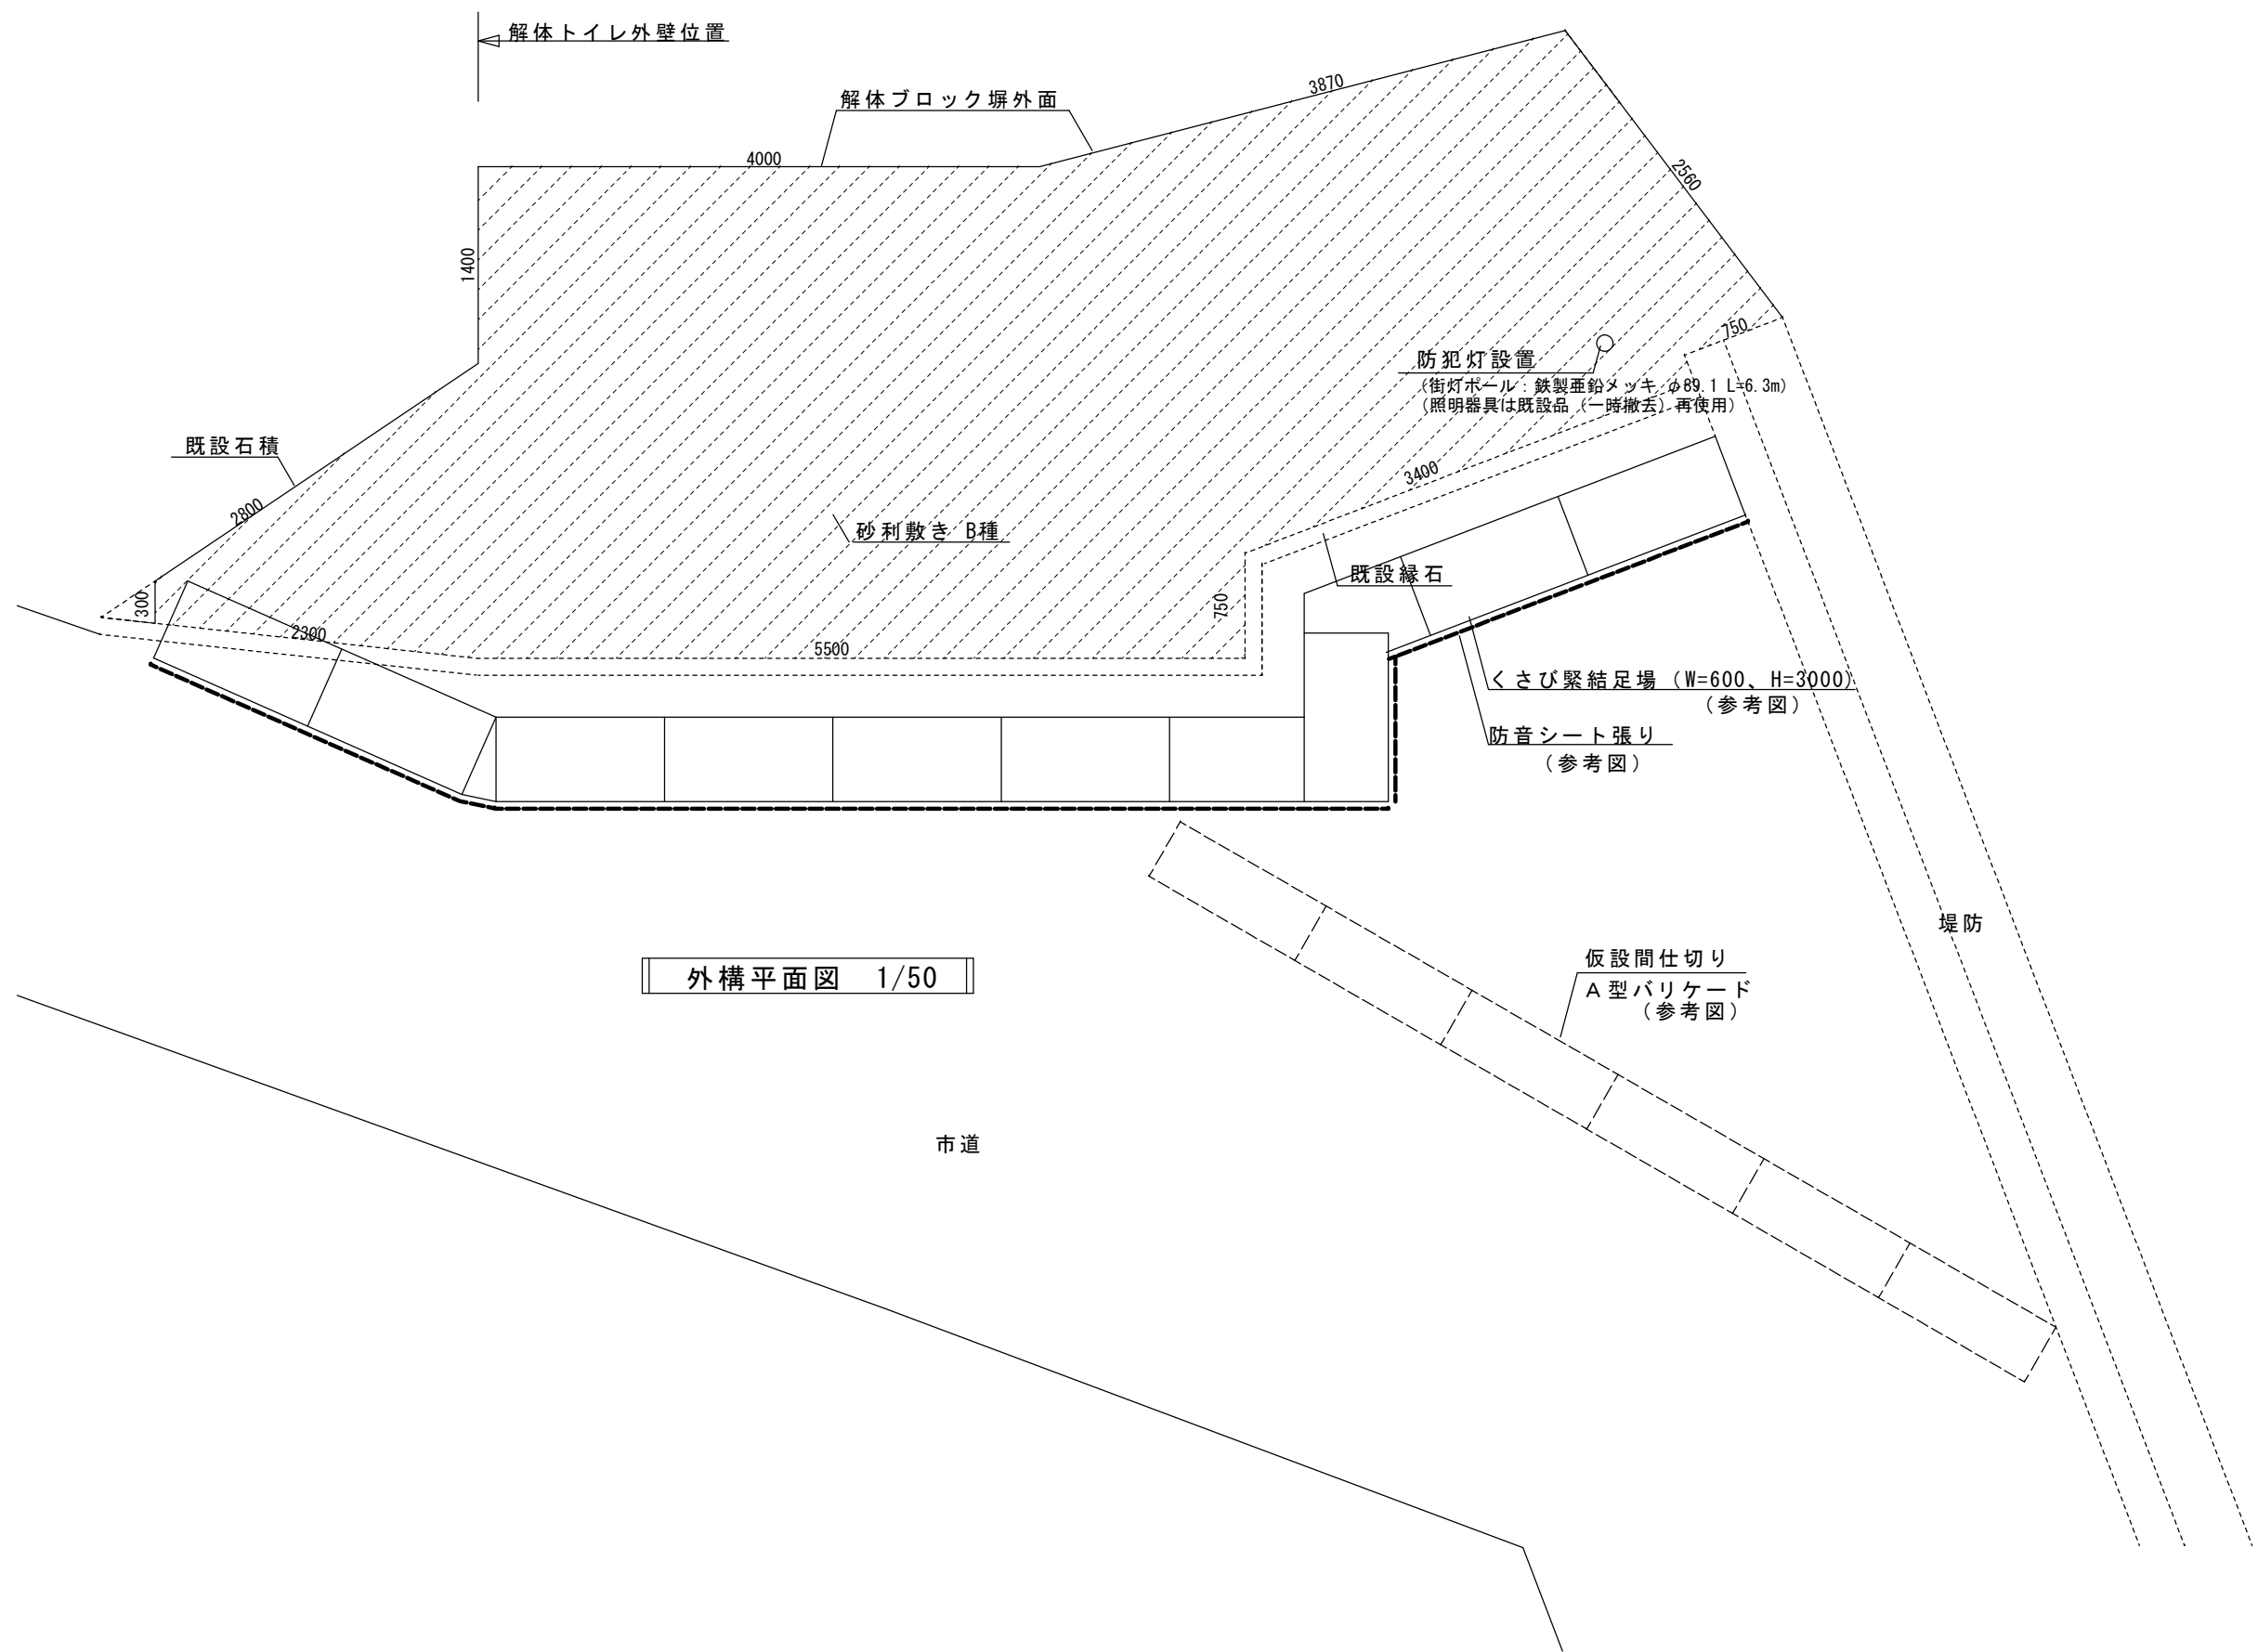 解体トイレ外壁位置
解体ブロック塀外面
3870
4000
2560
1400
750
防犯灯設置
（街灯ポール：鉄製亜鉛メッキ φ89.1 L=6.3m）
（照明器具は既設品（一時撤去）再使用）
既設石積
3400
2800
砂利敷き B種
既設縁石
300
750
2300
5500
くさび緊結足場（W=600、H=3000）
（参考図）
防音シート張り
（参考図）
堤防
仮設間仕切り
A型バリケード
（参考図）
外構平面図 1/50
市道